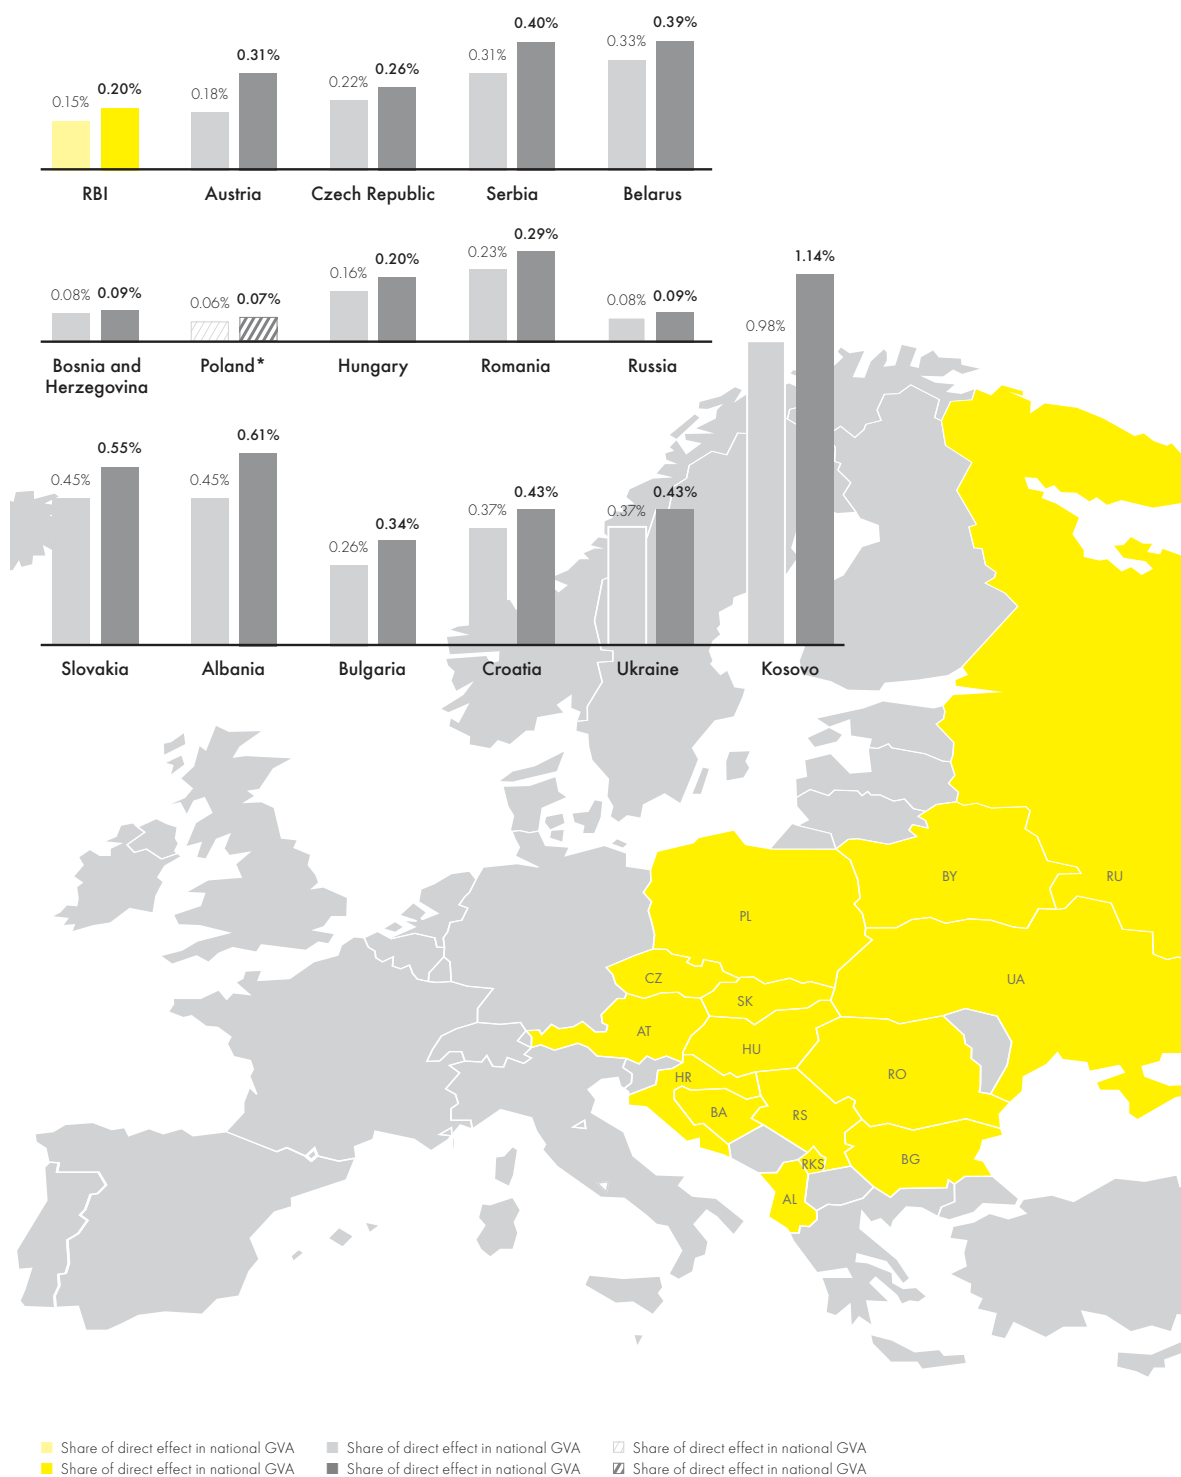 0.15% 0.20% 0.18% 0.31% 0.22% 0.26% 0.31% 0.40% 0.33% 0.39%
RBI Austria Czech Republic Serbia Belarus
0.08% 0.09% 0.06% 0.07% 0.16% 0.20% 0.23% 0.29% 0.08% 0.09% 0.98% 1.14%
Bosnia and Poland* Hungary Romania Russia
Herzegovina
0.45% 0.55% 0.45% 0.61% 0.26% 0.34% 0.37% 0.43% 0.37% 0.43%
Slovakia Albania Bulgaria Croatia Ukraine Kosovo
BY RU
PL
CZ UA
SK
AT
HU
HR RO
BA RS
RKS BG
AL
Share of direct effect in national GVA Share of direct effect in national GVA Share of direct effect in national GVA
Share of direct effect in national GVA Share of direct effect in national GVA Share of direct effect in national GVA